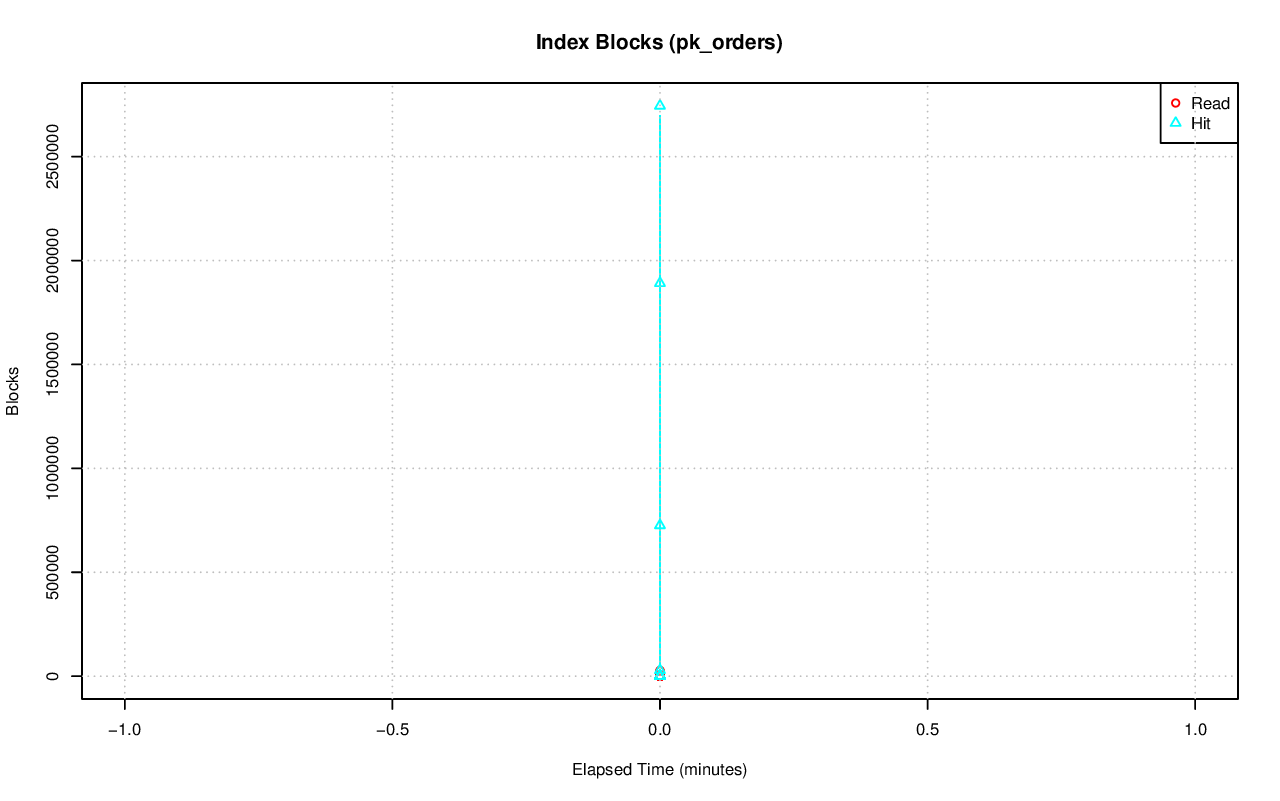 Index Blocks (pk_orders)
Read
Hit
2500000
2000000
1500000
1000000
500000
0
Blocks
−1.0
−0.5
0.0
0.5
1.0
Elapsed Time (minutes)